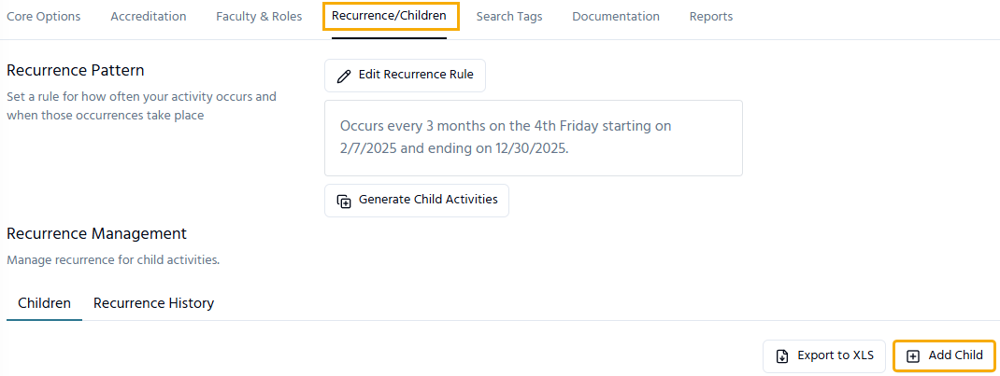 Core Options Accreditation Faculty & Roles Recurrence/Children Search Tags Documentation Reports
Recurrence Pattern
Set a rule for how often your activity occurs and
when those occurrences take place
Edit Recurrence Rule
Occurs every 3 months on the 4th Friday starting on
2/7/2025 and ending on 12/30/2025.
Generate Child Activities
Recurrence Management
Manage recurrence for child activities.
Children Recurrence History
Export to XLS Add Child